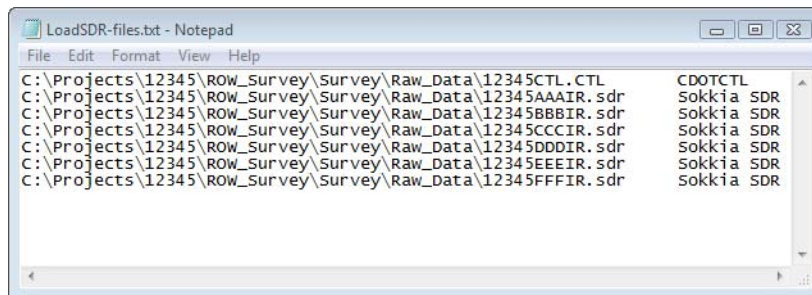 LoadSDR-files.txt - Notepad
File Edit Format View Help
C:\Projects\12345\ROW_Survey\Survey\Raw_Data\12345CTL.CTL CDOTCTL
C:\Projects\12345\ROW_Survey\Survey\Raw_Data\12345AAAIR.sdr Sokkia SDR
C:\Projects\12345\ROW_Survey\Survey\Raw_Data\12345BBBIR.sdr Sokkia SDR
C:\Projects\12345\ROW_Survey\Survey\Raw_Data\12345CCCIR.sdr Sokkia SDR
C:\Projects\12345\ROW_Survey\Survey\Raw_Data\12345DDDIR.sdr Sokkia SDR
C:\Projects\12345\ROW_Survey\Survey\Raw_Data\12345EEEIR.sdr Sokkia SDR
C:\Projects\12345\ROW_Survey\Survey\Raw_Data\12345FFFIR.sdr Sokkia SDR